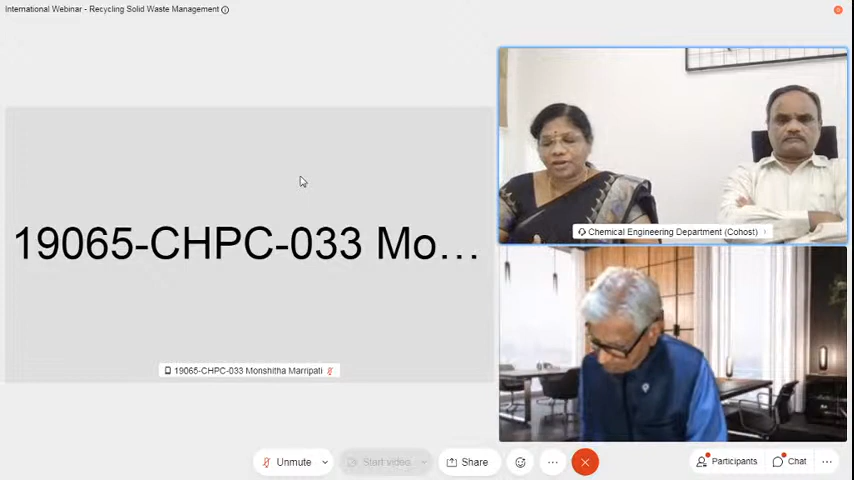 International Webinar - Recycling Solid Waste Management
19065-CHPC-033 Mo...
19065-CHPC-033 Monshitha Marripati
Chemical Engineering Department (Cohost)
Unmute
Start video
Share
Participants
Chat